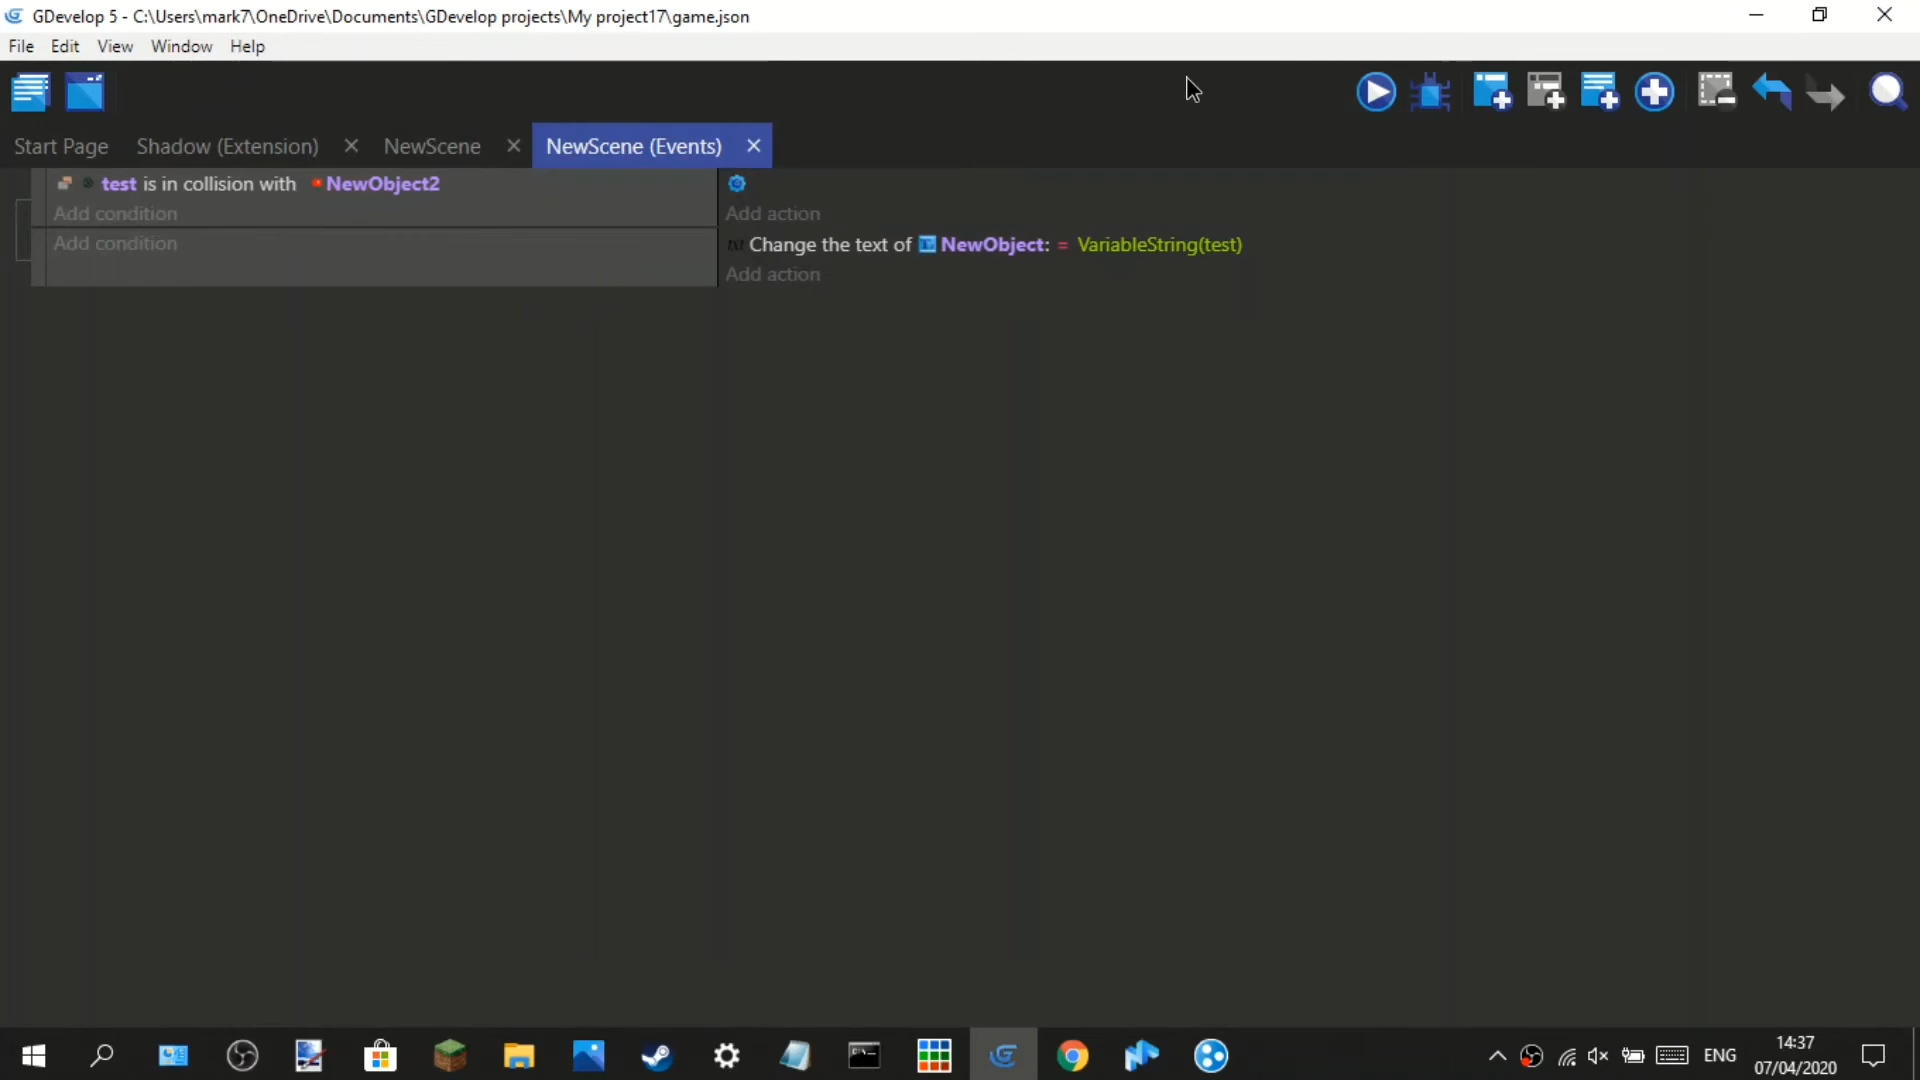 GDevelop 5 - C:\Users\mark7\OneDrive\Documents\GDevelop projects\My project17\game.json
File Edit View Window Help
Start Page Shadow (Extension) NewScene NewScene (Events)
test is in collision with NewObject2
Add condition
Add action
Add condition
Change the text of NewObject: = VariableString(test)
Add action
ENG
14:37
07/04/2020